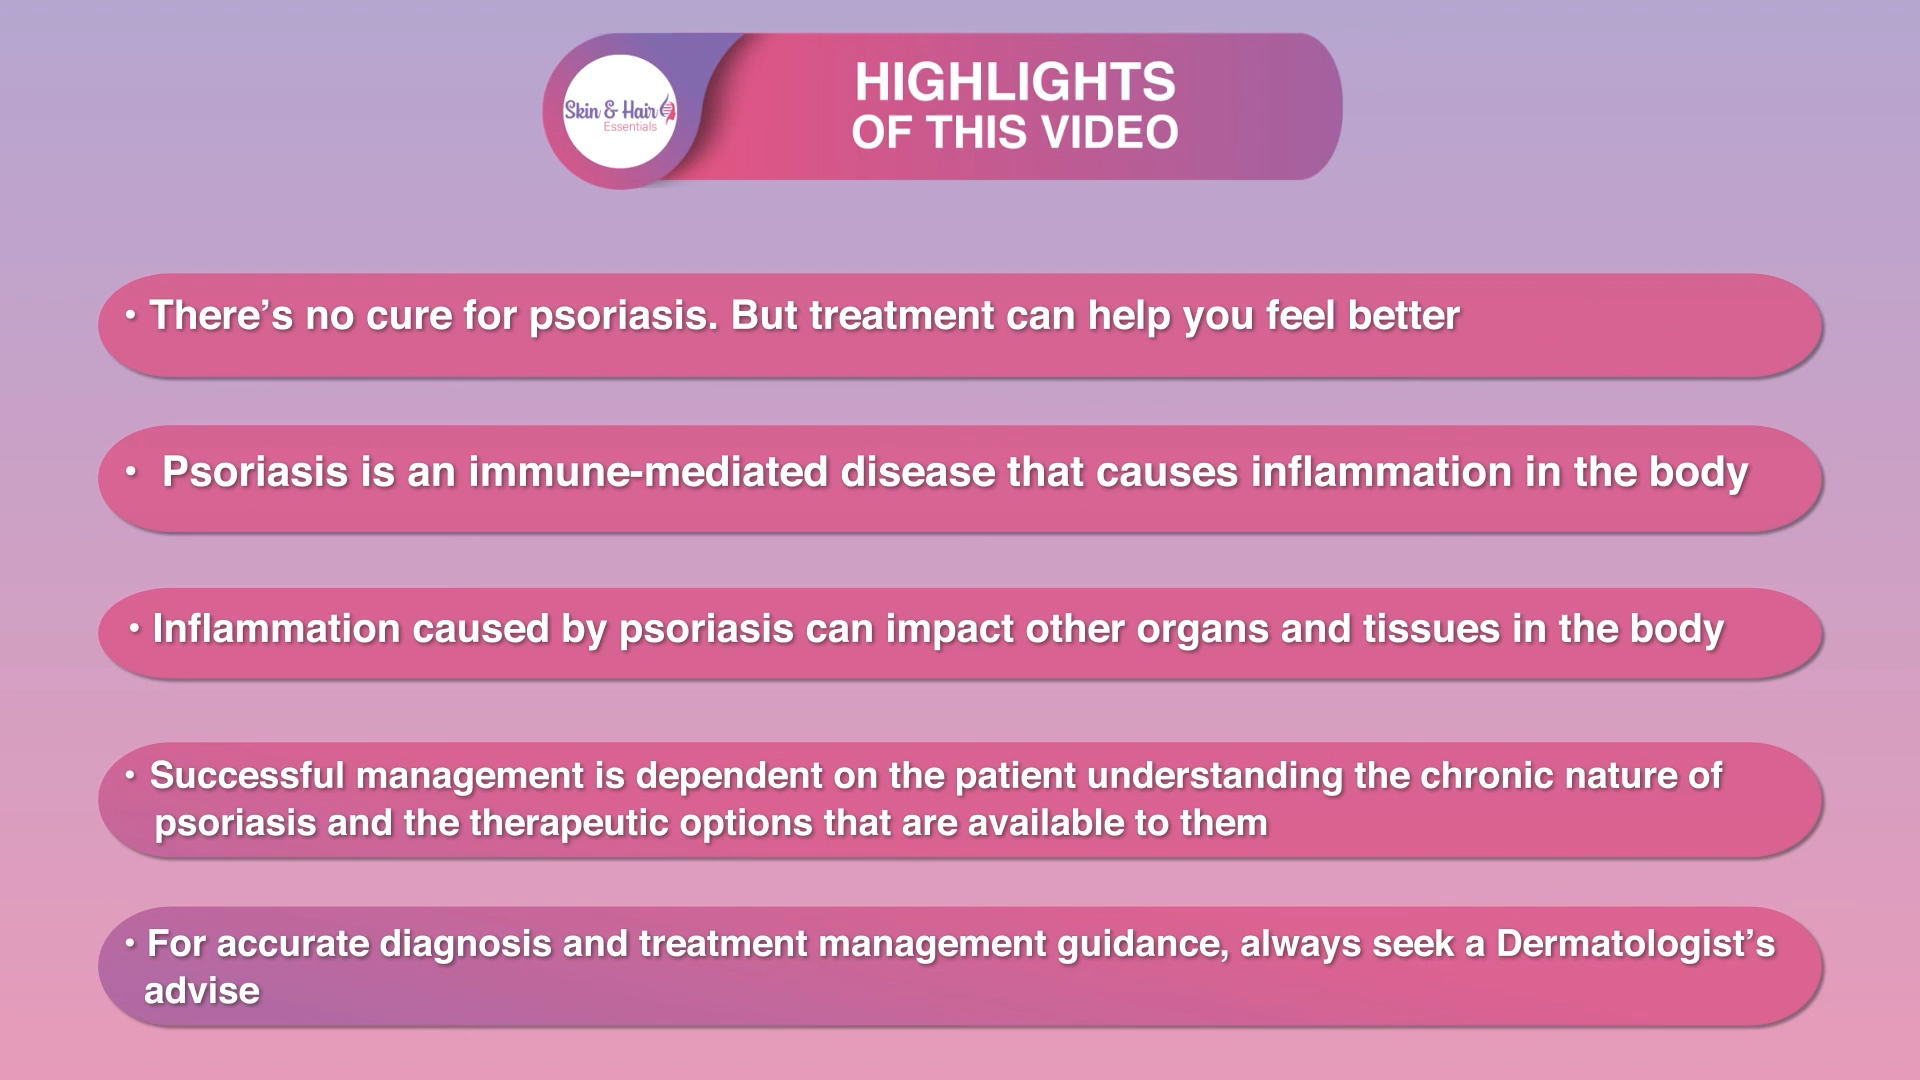 Skin & Hair
Essentials
HIGHLIGHTS
OF THIS VIDEO
• There’s no cure for psoriasis. But treatment can help you feel better
• Psoriasis is an immune-mediated disease that causes inflammation in the body
• Inflammation caused by psoriasis can impact other organs and tissues in the body
• Successful management is dependent on the patient understanding the chronic nature of
psoriasis and the therapeutic options that are available to them
• For accurate diagnosis and treatment management guidance, always seek a Dermatologist’s
advise